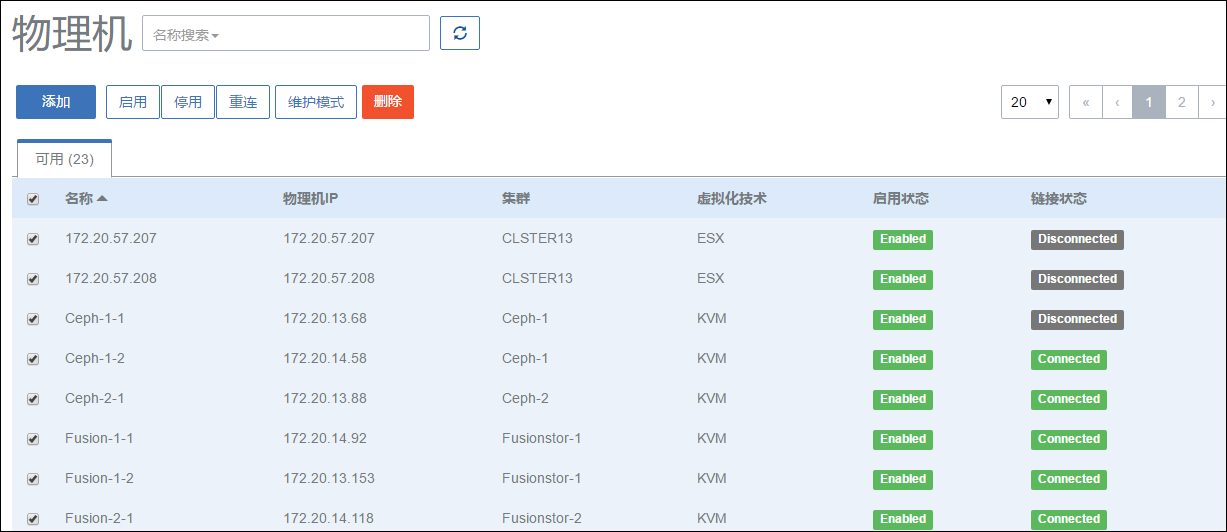 物理机 名称搜索
添加 启用 停用 重连 维护模式 删除 20 « ‹ 1 2 ›
可用 (23)
名称 物理机IP 集群 虚拟化技术 启用状态 链接状态
172.20.57.207 172.20.57.207 CLSTER13 ESX Enabled Disconnected
172.20.57.208 172.20.57.208 CLSTER13 ESX Enabled Disconnected
Ceph-1-1 172.20.13.68 Ceph-1 KVM Enabled Disconnected
Ceph-1-2 172.20.14.58 Ceph-1 KVM Enabled Connected
Ceph-2-1 172.20.13.88 Ceph-2 KVM Enabled Connected
Fusion-1-1 172.20.14.92 Fusionstor-1 KVM Enabled Connected
Fusion-1-2 172.20.13.153 Fusionstor-1 KVM Enabled Connected
Fusion-2-1 172.20.14.118 Fusionstor-2 KVM Enabled Connected